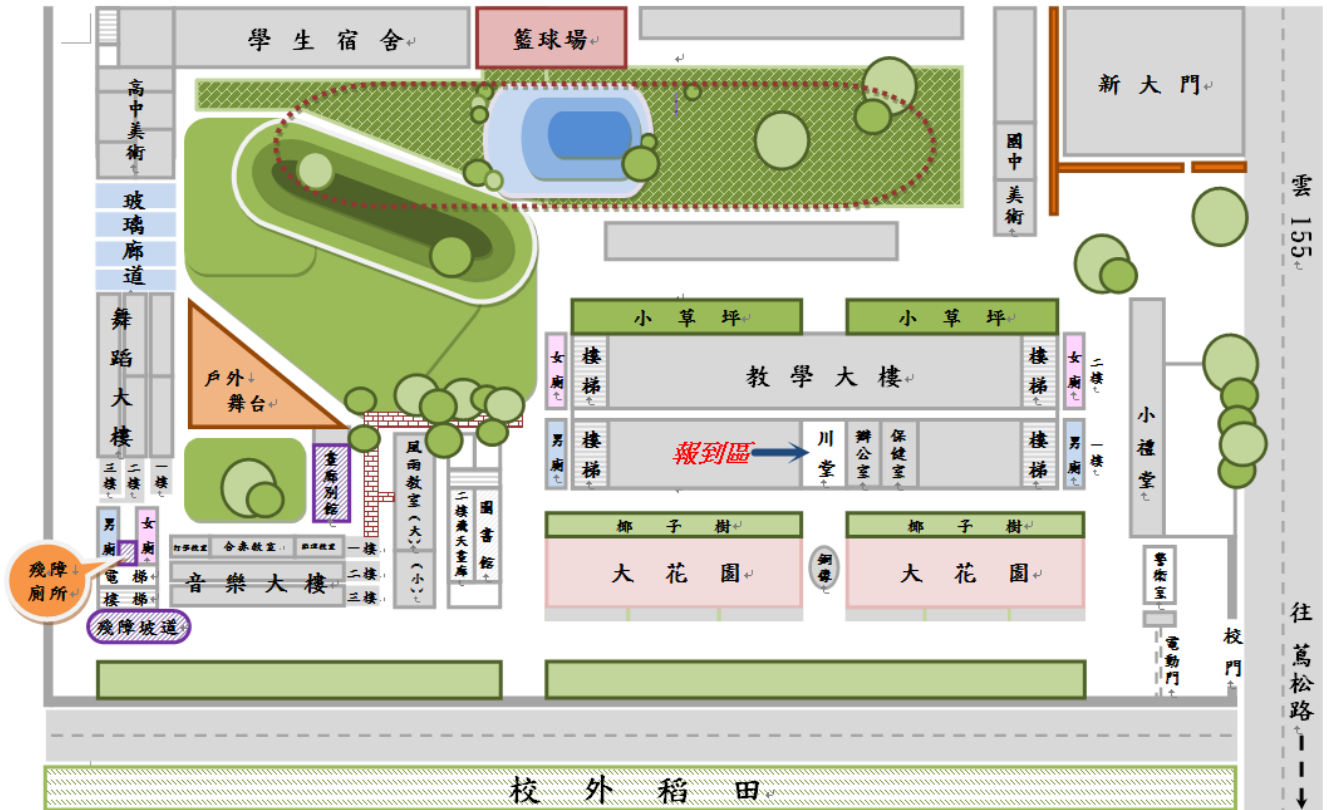 學生宿舍
籃球場
新大門
高中美術
國中美術
玻璃廊道
雲155
舞蹈大樓
三樓
二樓
一樓
戶外
舞台
小草坪
小草坪
女廁
樓梯
教學大樓
樓梯
女廁
二樓
男廁
樓梯
報到區
川堂
辦公室
保健室
樓梯
男廁
一樓
小禮堂
畫廊別館
風雨教室(大)
(小)
二樓飛天畫廊
圖書館
男廁
女廁
殘障
廁所
電梯
樓梯
殘障坡道
合奏教室
一樓
音樂大樓
二樓
三樓
椰子樹
椰子樹
大花園
銅像
大花園
警衛室
電動門
校門
往蔦松路
校外稻田